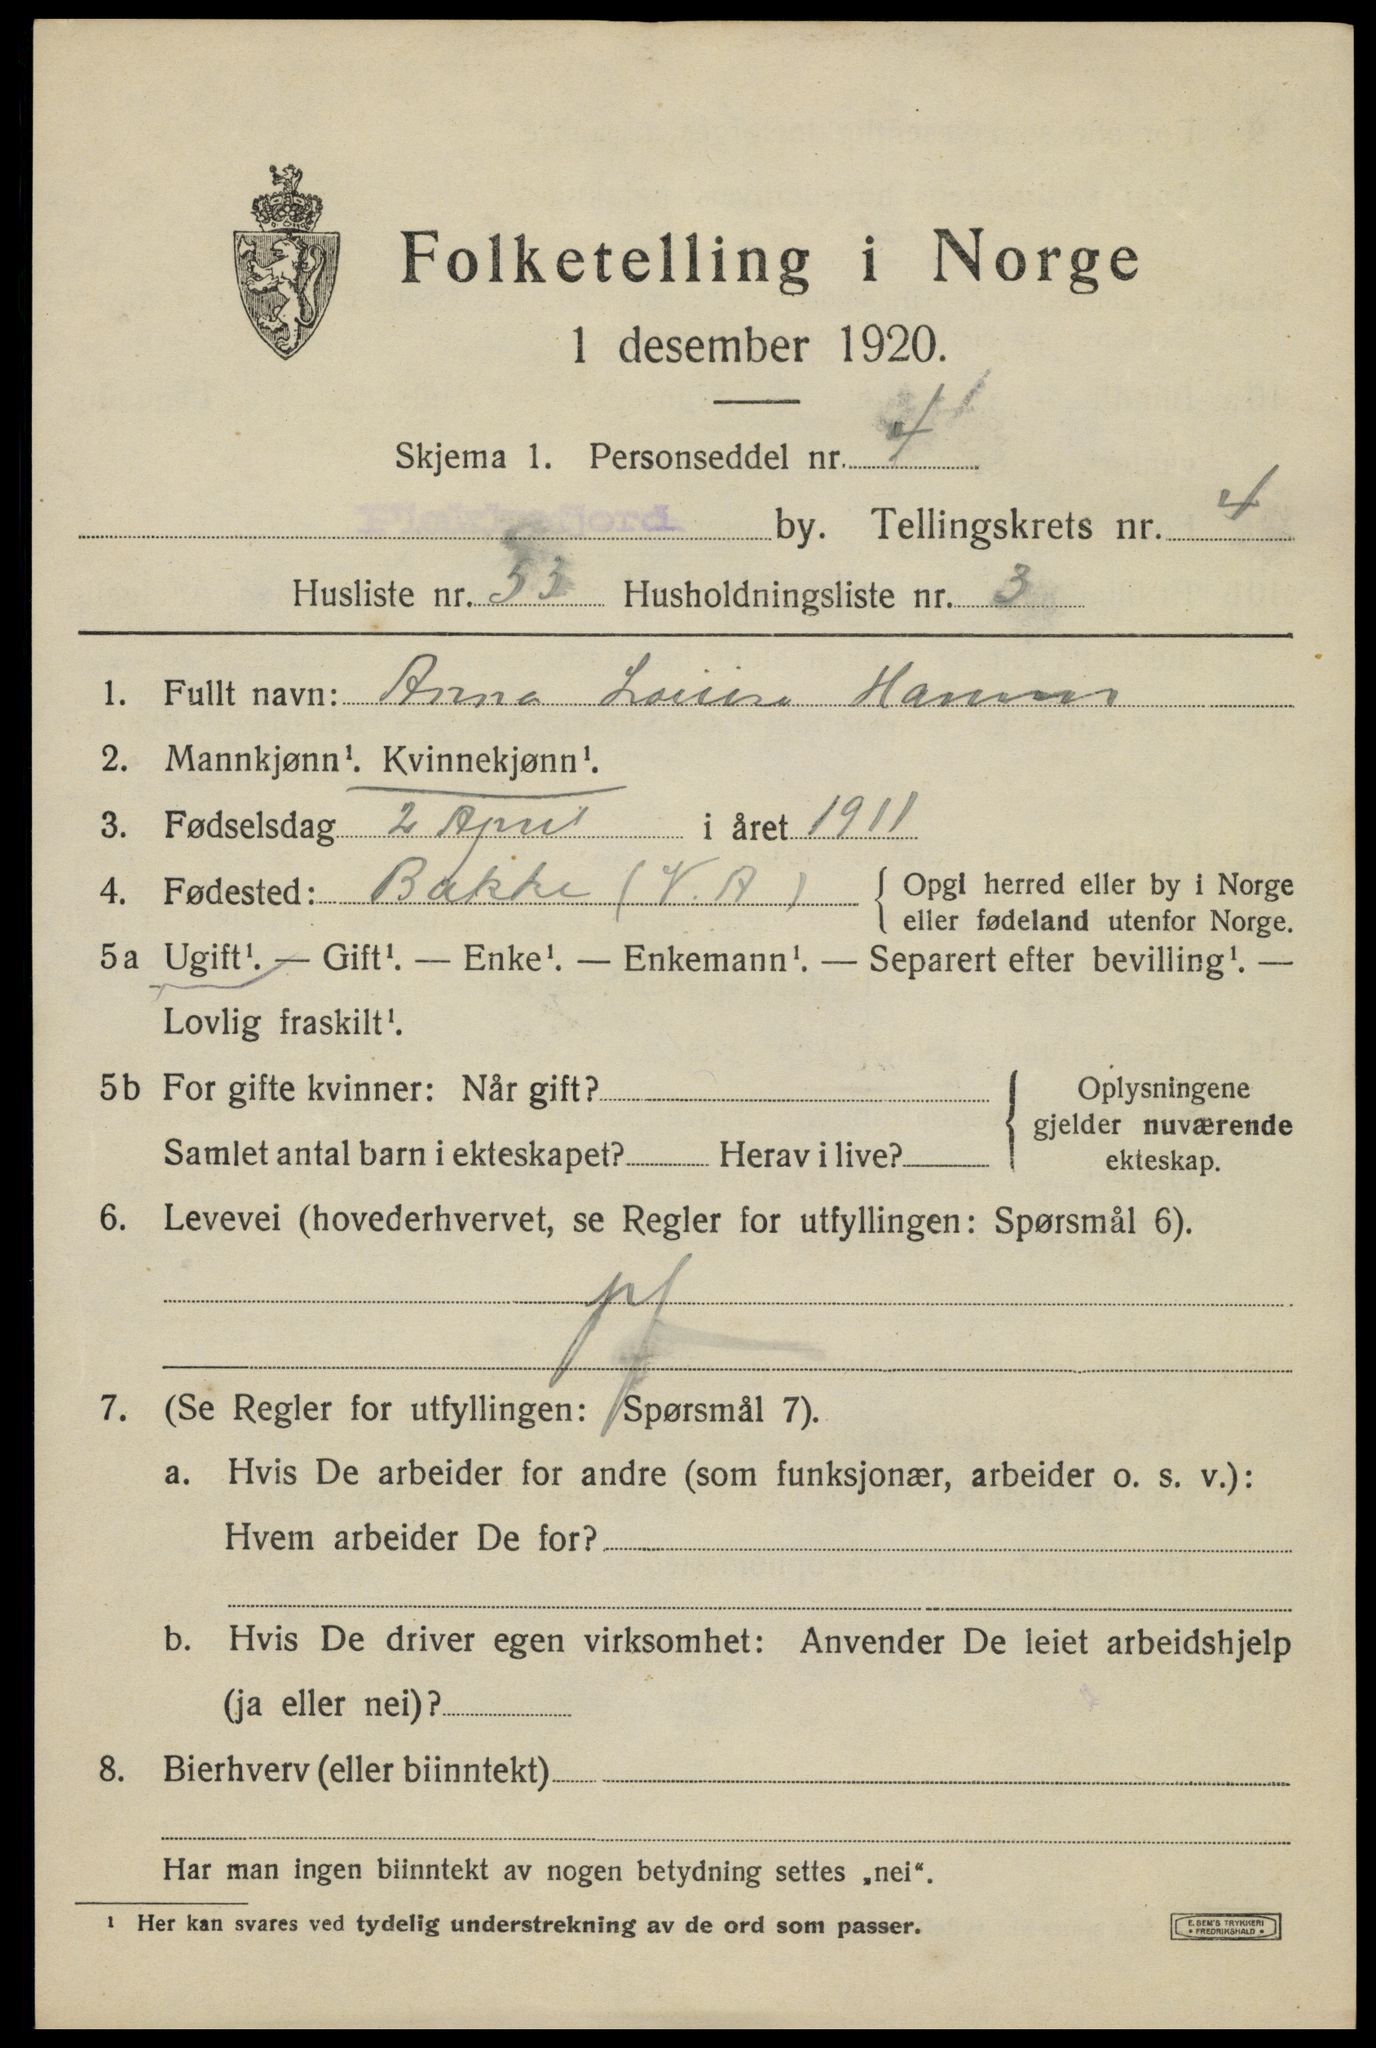 Folketelling i Norge
1 desember 1920.
Skjema 1. Personseddel nr. 4
Flekkefjord by. Tellingskrets nr. 4
Husliste nr. 53 Husholdningsliste nr. 3
1. Fullt navn: Anna Louise
2. Mannkjønn¹. Kvinnekjønn¹.
3. Fødselsdag 2 April i året 1911
4. Fødested: Bakke (V. A) { Opgi herred eller by i Norge
eller fødeland utenfor Norge.
5a Ugift¹. — Gift¹. — Enke¹. — Enkemann¹. — Separert efter bevilling¹. —
Lovlig fraskilt¹.
5b For gifte kvinner: Når gift? { Oplysningene
gjelder nuværende
Samlet antal barn i ekteskapet? Herav i live? ekteskap.
6. Levevei (hovederhvervet, se Regler for utfyllingen: Spørsmål 6).
7. (Se Regler for utfyllingen: Spørsmål 7).
a. Hvis De arbeider for andre (som funksjonær, arbeider o. s. v.):
Hvem arbeider De for?
b. Hvis De driver egen virksomhet: Anvender De leiet arbeidshjelp
(ja eller nei)?
8. Bierhverv (eller biinntekt)
Har man ingen biinntekt av nogen betydning settes „nei“.
¹ Her kan svares ved tydelig understrekning av de ord som passer.
E. SEM'S TRYKKERI
• FREDRIKSHALD •